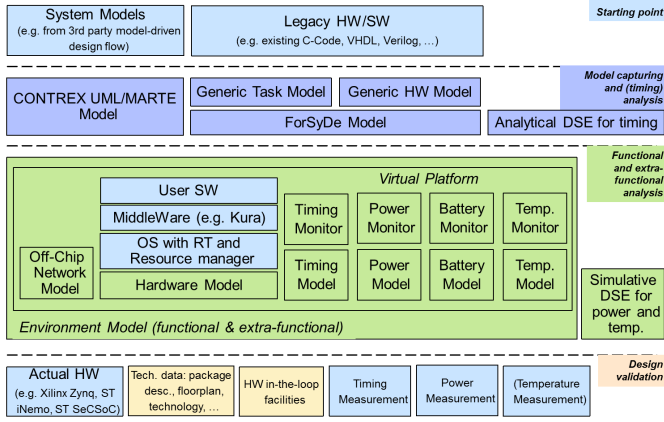 System Models
(e.g. from 3rd party model-driven
design flow)
Legacy HW/SW
(e.g. existing C-Code, VHDL, Verilog, …)
Starting point
CONTREX UML/MARTE
Model
Generic Task Model
Generic HW Model
ForSyDe Model
Analytical DSE for timing
Model capturing
and (timing)
analysis
Functional
and extra-
functional
analysis
Virtual Platform
User SW
MiddleWare (e.g. Kura)
OS with RT and
Resource manager
Hardware Model
Off-Chip
Network
Model
Timing
Monitor
Power
Monitor
Battery
Monitor
Temp.
Monitor
Timing
Model
Power
Model
Battery
Model
Temp.
Model
Environment Model (functional & extra-functional)
Simulative
DSE for
power and
temp.
Design
validation
Actual HW
(e.g. Xilinx Zynq, ST
iNemo, ST SeCSoC)
Tech. data: package
desc., floorplan,
technology, …
HW in-the-loop
facilities
Timing
Measurement
Power
Measurement
(Temperature
Measurement)